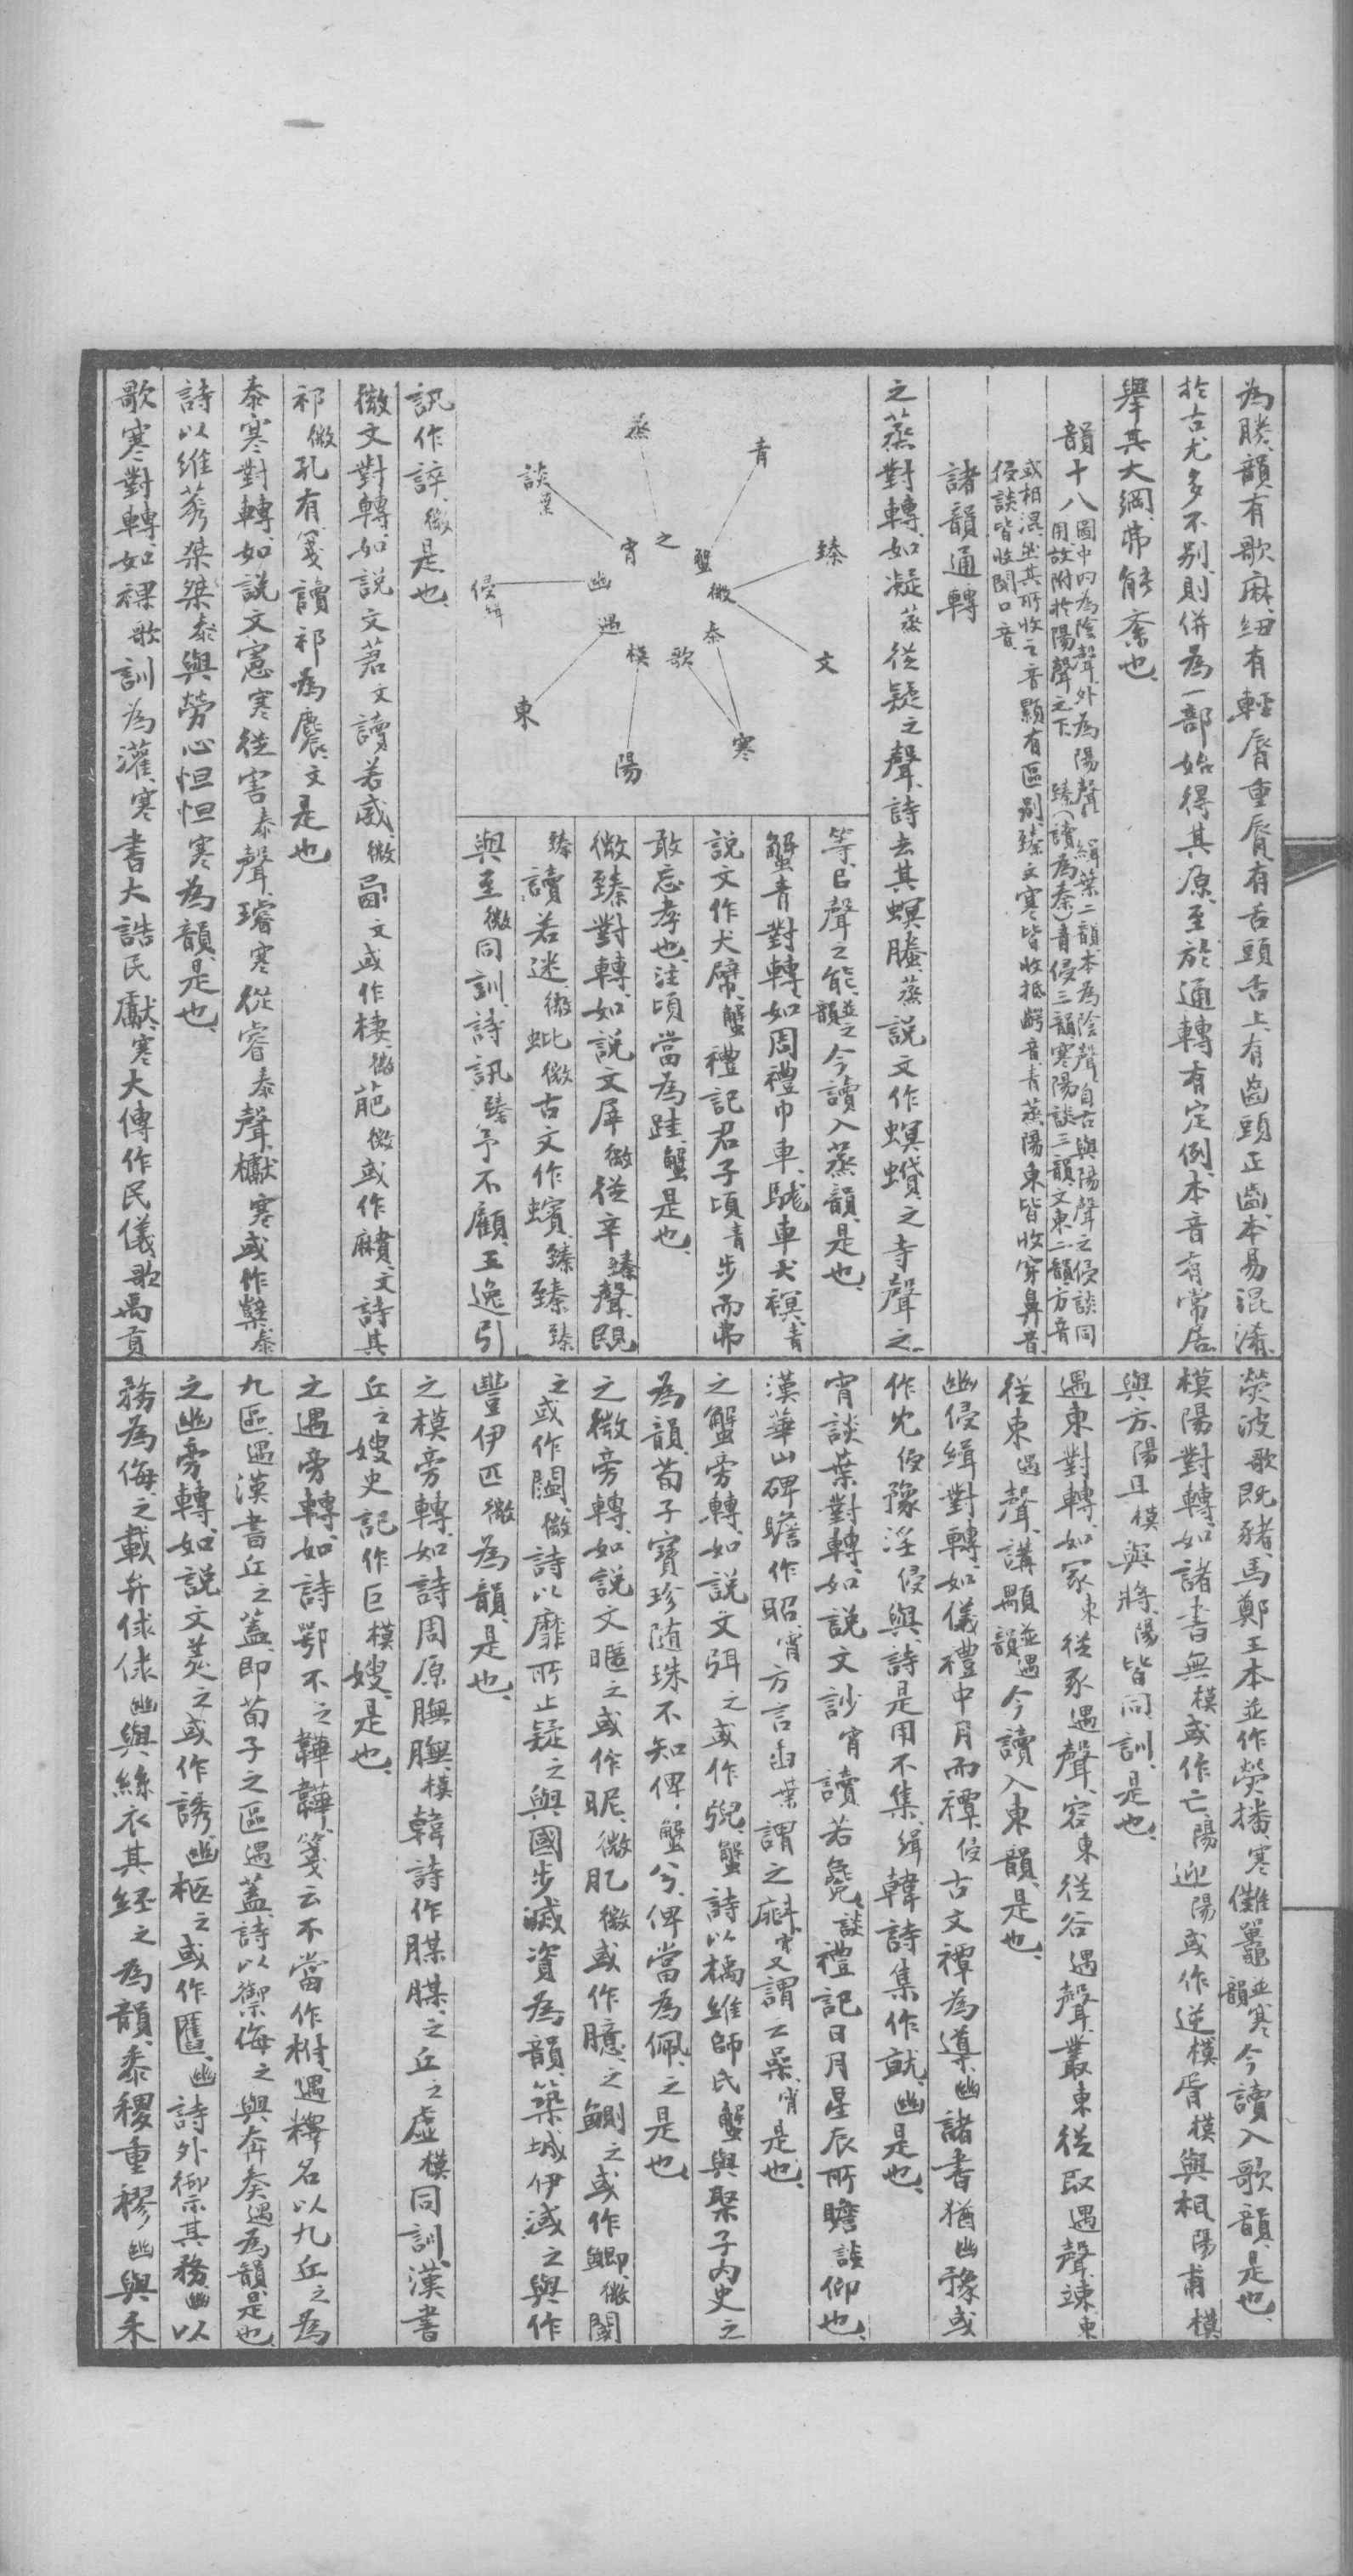 為勝、韻有歌麻、紐有輕脣重脣、有舌頭舌上、有齒頭正齒、本易混淆、
於古尤多不別、則併為一部、始得其原、至於通轉有定例、本音有常居、
舉其大綱、弗能紊也、
韻十八圖中内為陰聲、外為陽聲、緝葉二韻、本為陰聲、自古與陽聲之侵談同
用、故附於陽聲之下、臻（讀為秦）青侵三韻、寒陽談三韻、文東二韻、方音
或相混、然其所收之音顯有區別、臻文寒皆收抵齶音、青蒸陽東皆收穿鼻音、
侵談皆收閉口音、
諸韻通轉
之蒸對轉、如凝蒸從疑之聲、詩去其螟螣、蒸說文作螟蟘、之寺聲之
等、㠯聲之能、並之韻今讀入蒸韻、是也、
蟹青對轉、如周禮巾車、駹車犬𧜀、青
說文作犬幦、蟹禮記君子頃青步而弗
敢忘孝也、注頃當為跬、蟹是也、
微臻對轉、如說文屖微從辛臻聲、
臻讀若迷、微蚍微古文作蠙、臻臻臻
與至微同訓、詩訊臻予不顧、王逸引
蒸
青
談葉
臻
之
宵
蟹
幽
微
侵緝
遇
泰
文
模
歌
東
陽
寒
訊作誶、微是也、
微文對轉、如說文莙文讀若威、微文或作棲、微萉微或作黂、文詩其
祁微孔有、箋讀祁為麎、文是也
泰寒對轉、如說文憲寒從害泰聲、璿寒從睿泰聲、𣡌寒或作櫱、泰
詩以維莠桀桀泰與勞心怛怛寒為韻、是也、
歌寒對轉、如祼歌訓為灌、寒書大誥民獻、寒大傳作民儀、歌禹貢
滎波歌既豬、馬鄭王本並作滎播、寒儺鼉並寒韻今讀入歌韻、是也、
模陽對轉、如諸書無模或作亡、陽迎陽或作逆模胥模與相陽甫模
與方、陽且模與將、陽皆同訓、是也、
遇東對轉、如冢東從豖遇聲、容東從谷遇聲、叢東從取遇聲、竦東
從束遇聲、講顒並遇韻今讀入東韻、是也、
幽侵緝對轉、如儀禮中月而禫、侵古文禫為導、幽諸書猶幽豫或
作冘侵豫淫侵與、詩是用不集、緝韓詩集作就、幽是也、
宵談葉對轉、如說文訬宵讀若毚、談禮記日月星辰所瞻談仰也、
漢華山碑瞻作昭、宵方言臿葉謂之㪺宵又謂之喿、宵是也、
之蟹旁轉、如說文弭之或作㲽、蟹詩以楀維師氏蟹與聚子內史之
為韻、荀子寶珍隋珠不知佩、蟹兮、俾當為佩、之是也
之微旁轉、如說文暱之或作昵、微肊微或作臆、之鰂之或作鯽、微閾
之或作閾、微詩以靡所止疑之與國步滅資為韻、築城伊淢之與作
豐伊匹微為韻、是也、
之模旁轉、如詩周原膴膴、模韓詩作腜腜、之丘之虛模同訓、漢書
丘之嫂、史記作巨模嫂、是也、
之遇旁轉、如詩鄂不之韡韡、箋云不當作柎、遇釋名以九丘之為
九區、遇漢書丘之蓋、即荀子之區遇蓋、詩以禦侮之與奔奏遇為韻、是也
之幽旁轉、如說文羑之或作誘、幽柩之或作匶、幽詩外禦其務、幽以
務為侮、之載弁俅俅幽與絲衣其紑之為韻、黍稷重穋幽與禾